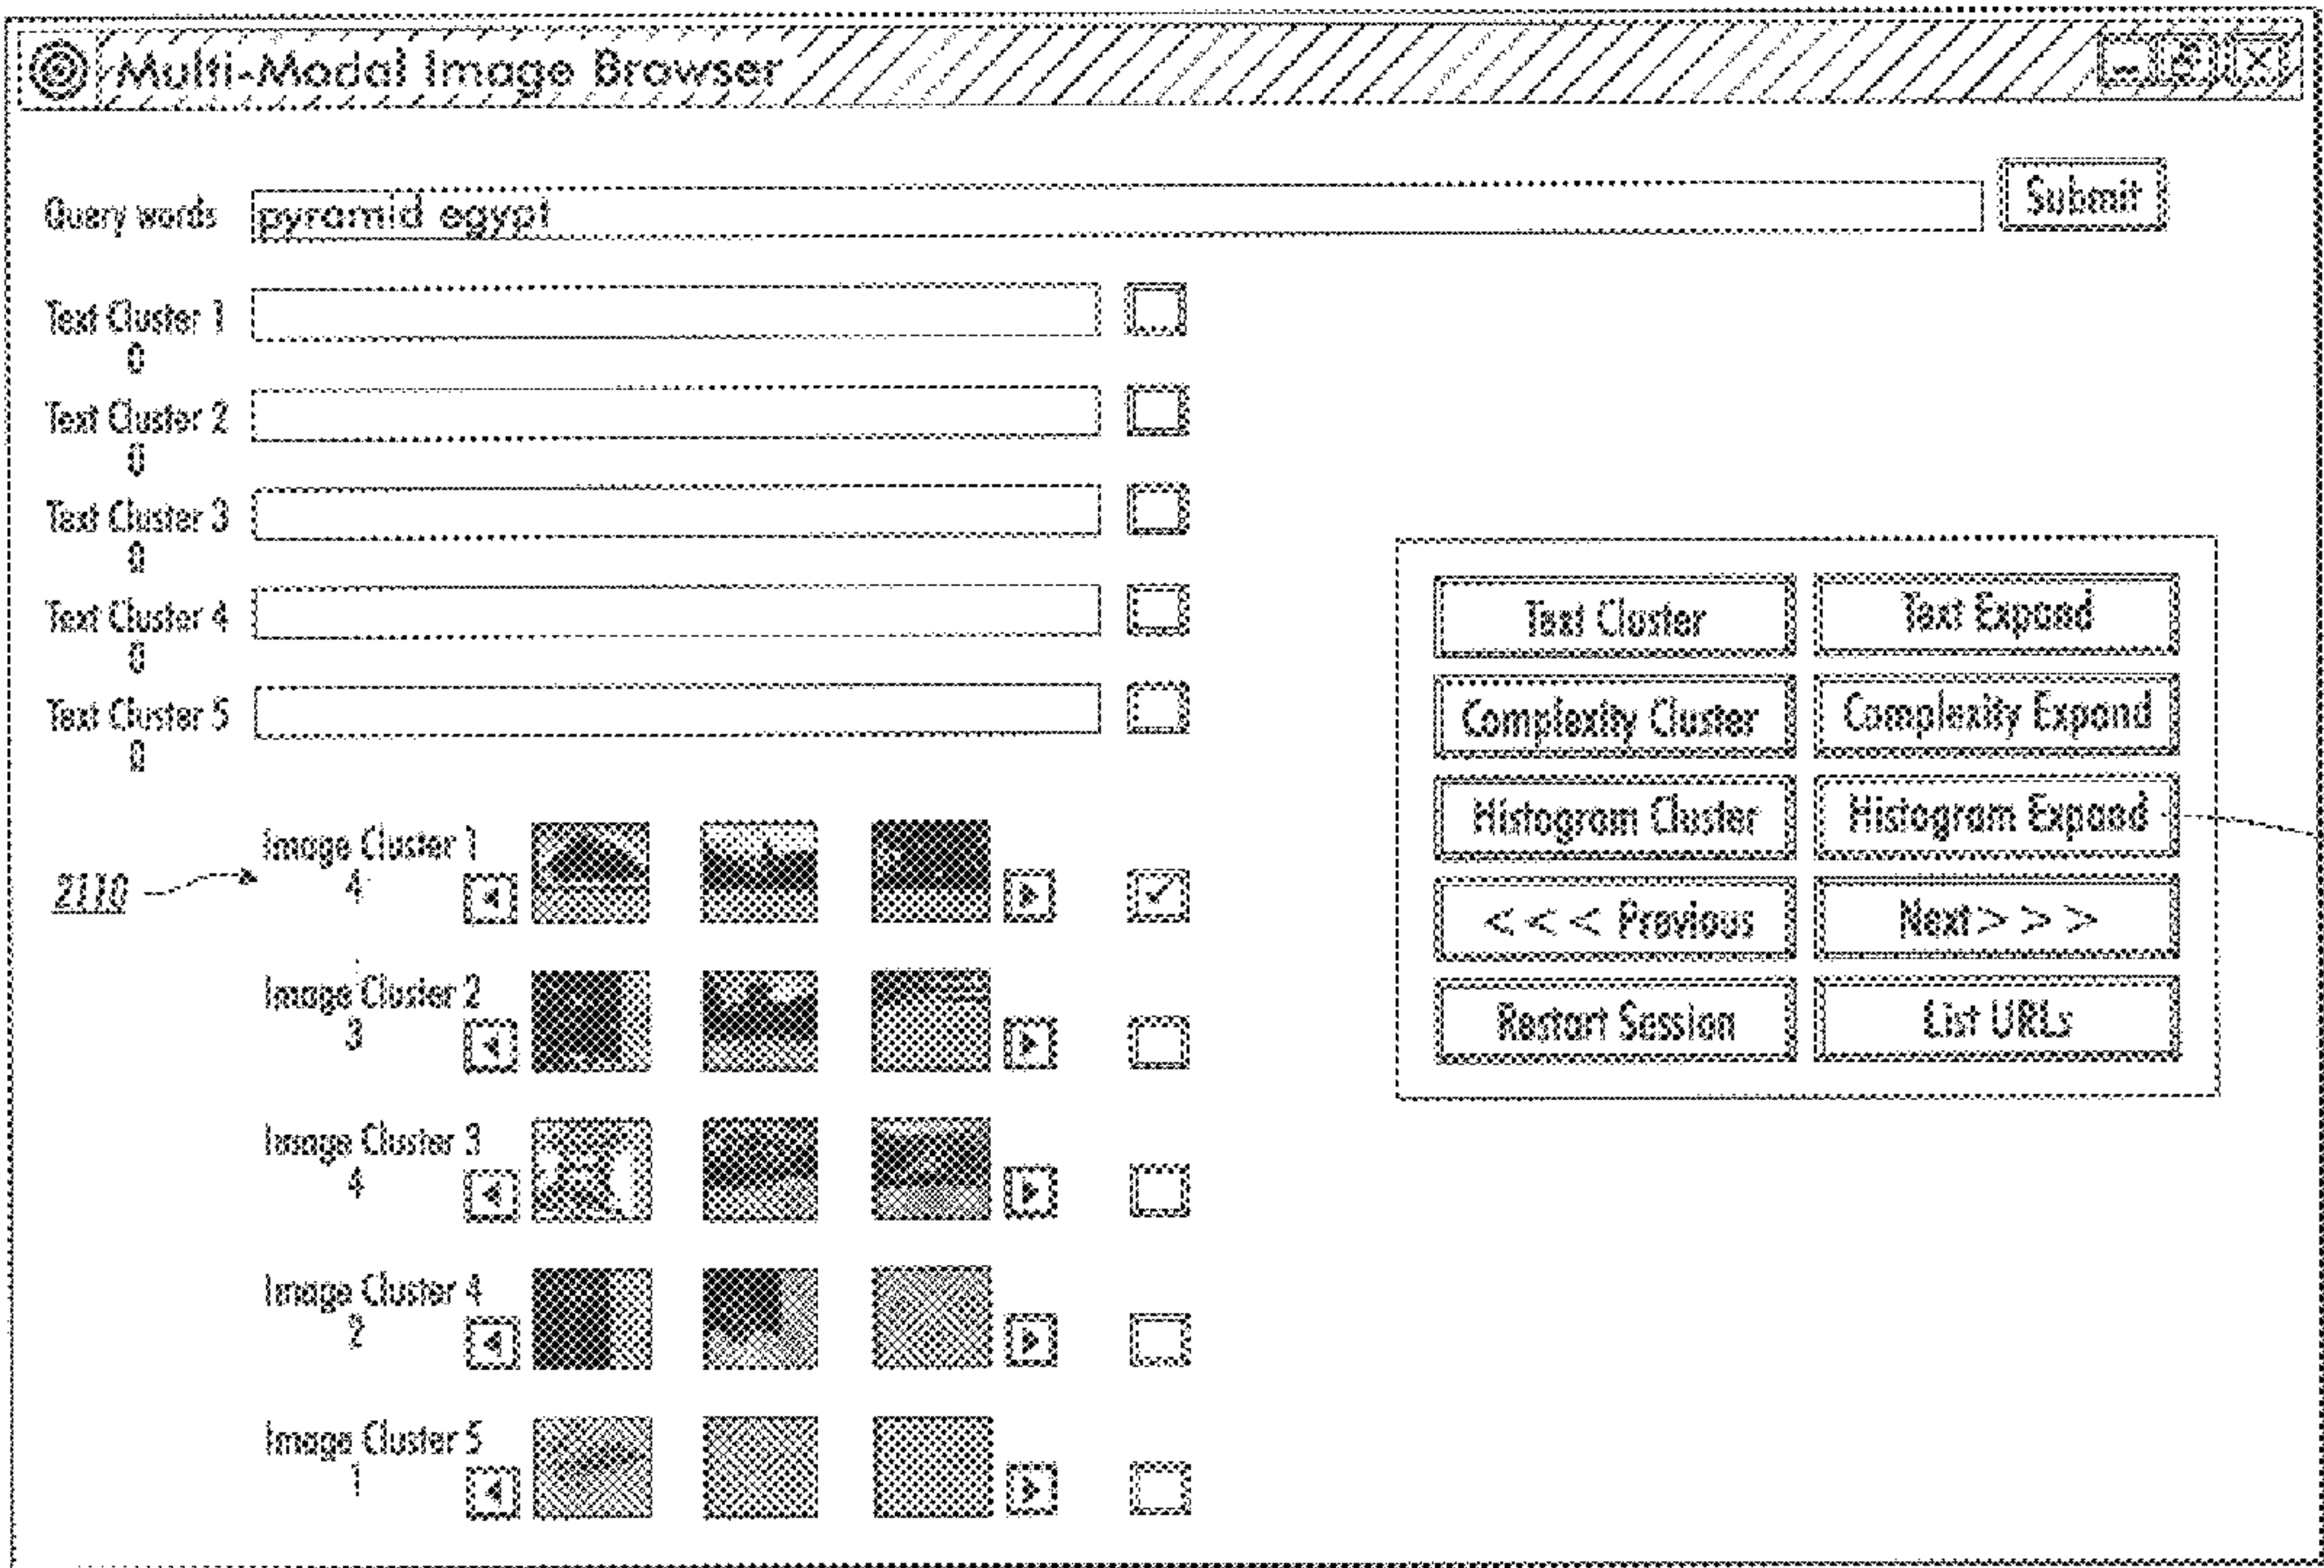 Multi-Modal Image Browser
Query words pyramid egypt Submit
Text Cluster 1
0
Text Cluster 2
0
Text Cluster 3
0
Text Cluster 4
0
Text Cluster 5
0
Text Cluster Text Expand
Complexity Cluster Complexity Expand
Histogram Cluster Histogram Expand
<<< Previous Next>>>
Restart Session List URLs
2110
Image Cluster 1
4
Image Cluster 2
3
Image Cluster 3
4
Image Cluster 4
2
Image Cluster 5
1